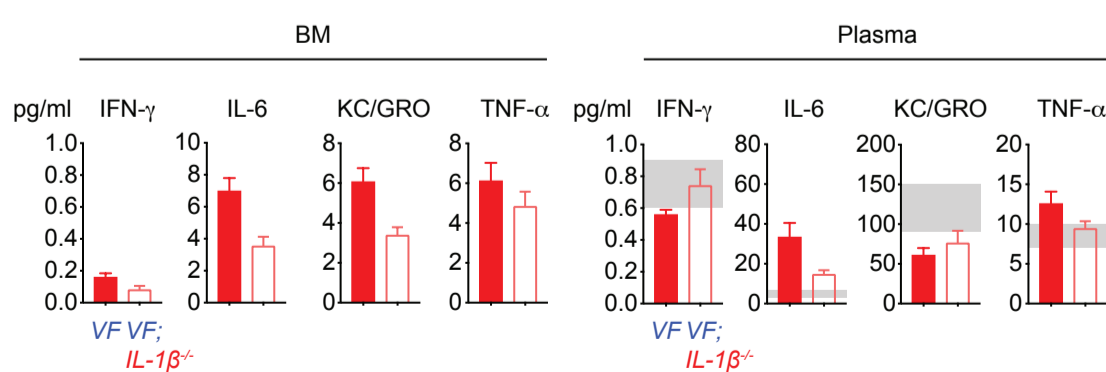 BM Plasma
pg/ml IFN-γ IL-6 KC/GRO TNF-α pg/ml IFN-γ IL-6 KC/GRO TNF-α
1.0 10 8 8 1.0 80 200 20
0.8 8 6 6 0.8 60 150 15
0.6 6 4 4 0.6 40 100 10
0.4 4 2 2 0.4 20 50 5
0.2 2 0 0 0.2 0 0 0
0.0 0 0.0
VF VF; VF VF;
IL-1β-/- IL-1β-/-